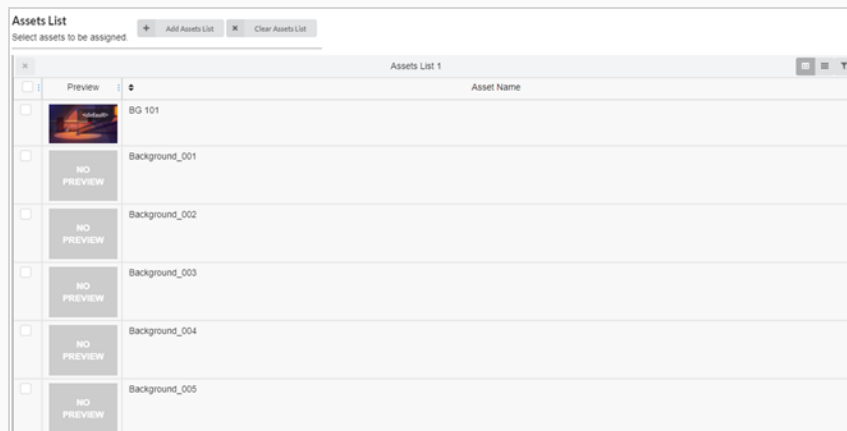 Assets List
Select assets to be assigned.
+ Add Assets List
× Clear Assets List
× Assets List 1
Preview
Asset Name
<default>
BG 101
NO
PREVIEW
Background_001
NO
PREVIEW
Background_002
NO
PREVIEW
Background_003
NO
PREVIEW
Background_004
NO
PREVIEW
Background_005